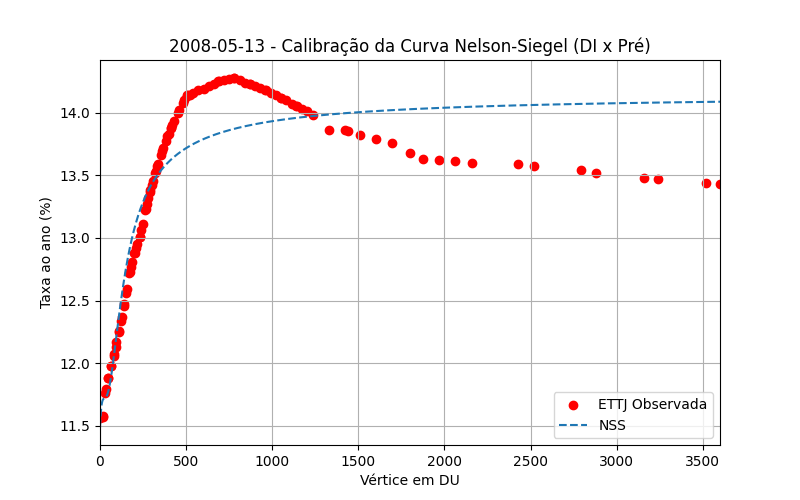 2008-05-13 - Calibração da Curva Nelson-Siegel (DI x Pré)
Taxa ao ano (%)
14.0
13.5
13.0
12.5
12.0
11.5
0 500 1000 1500 2000 2500 3000 3500
Vértice em DU
ETTJ Observada
NSS